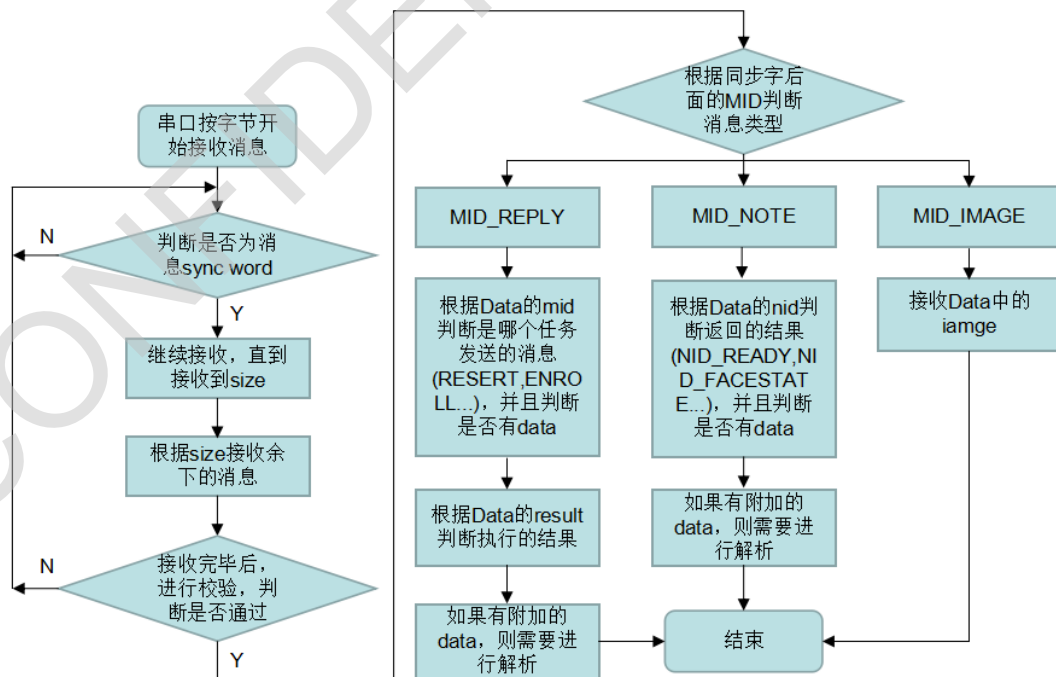 串口按字节开
始接收消息
判断是否为消
息sync word
N
Y
继续接收，直到
接收到size
根据size接收余
下的消息
接收完毕后，
进行校验，判
断是否通过
N
Y
根据同步字后
面的MID判断
消息类型
MID_REPLY
根据Data的mid
判断是哪个任务
发送的消息
(RESERT,ENRO
LL...)，并且判断
是否有data
根据Data的result
判断执行的结果
如果有附加的
data，则需要进
行解析
MID_NOTE
根据Data的nid判
断返回的结果
(NID_READY,NI
D_FACESTAT
E...)，并且判断
是否有data
如果有附加的
data，则需要进
行解析
MID_IMAGE
接收Data中的
iamge
结束
CONFIDE